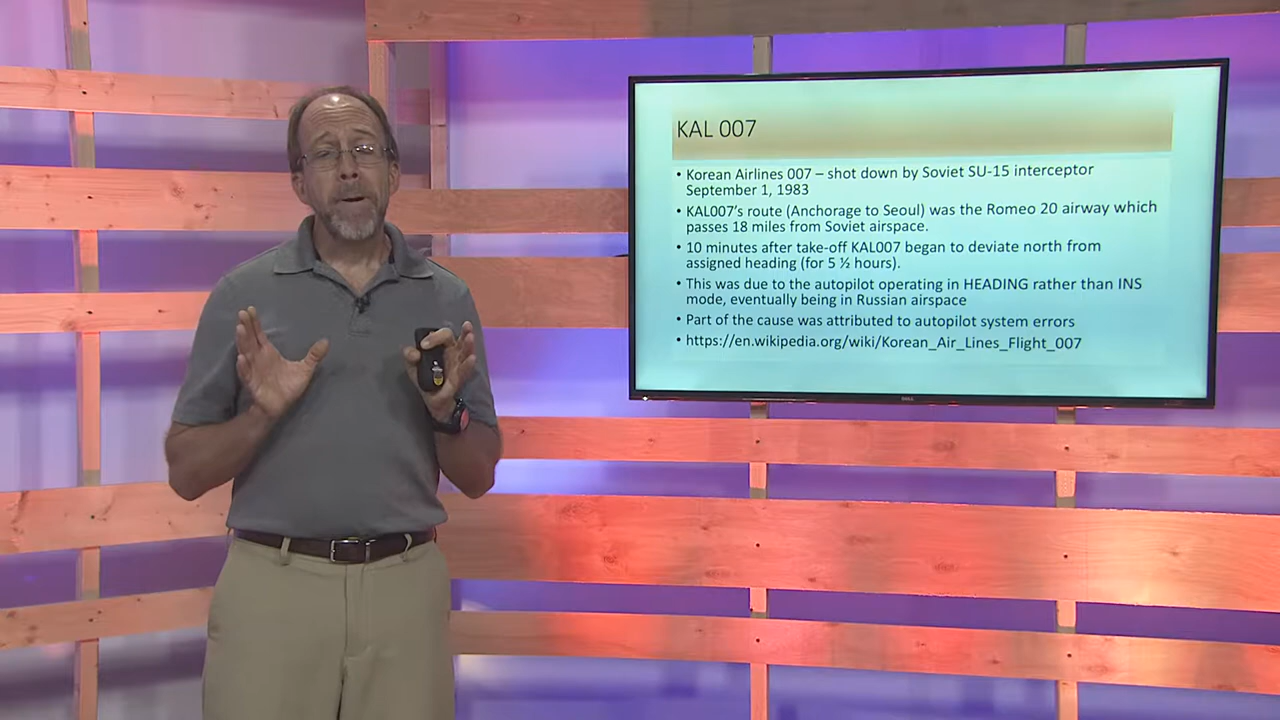 KAL 007
• Korean Airlines 007 – shot down by Soviet SU-15 interceptor
September 1, 1983
• KAL007's route (Anchorage to Seoul) was the Romeo 20 airway which
passes 18 miles from Soviet airspace.
• 10 minutes after take-off KAL007 began to deviate north from
assigned heading (for 5 ½ hours).
• This was due to the autopilot operating in HEADING rather than INS
mode, eventually being in Russian airspace
• Part of the cause was attributed to autopilot system errors
• https://en.wikipedia.org/wiki/Korean_Air_Lines_Flight_007
DELL